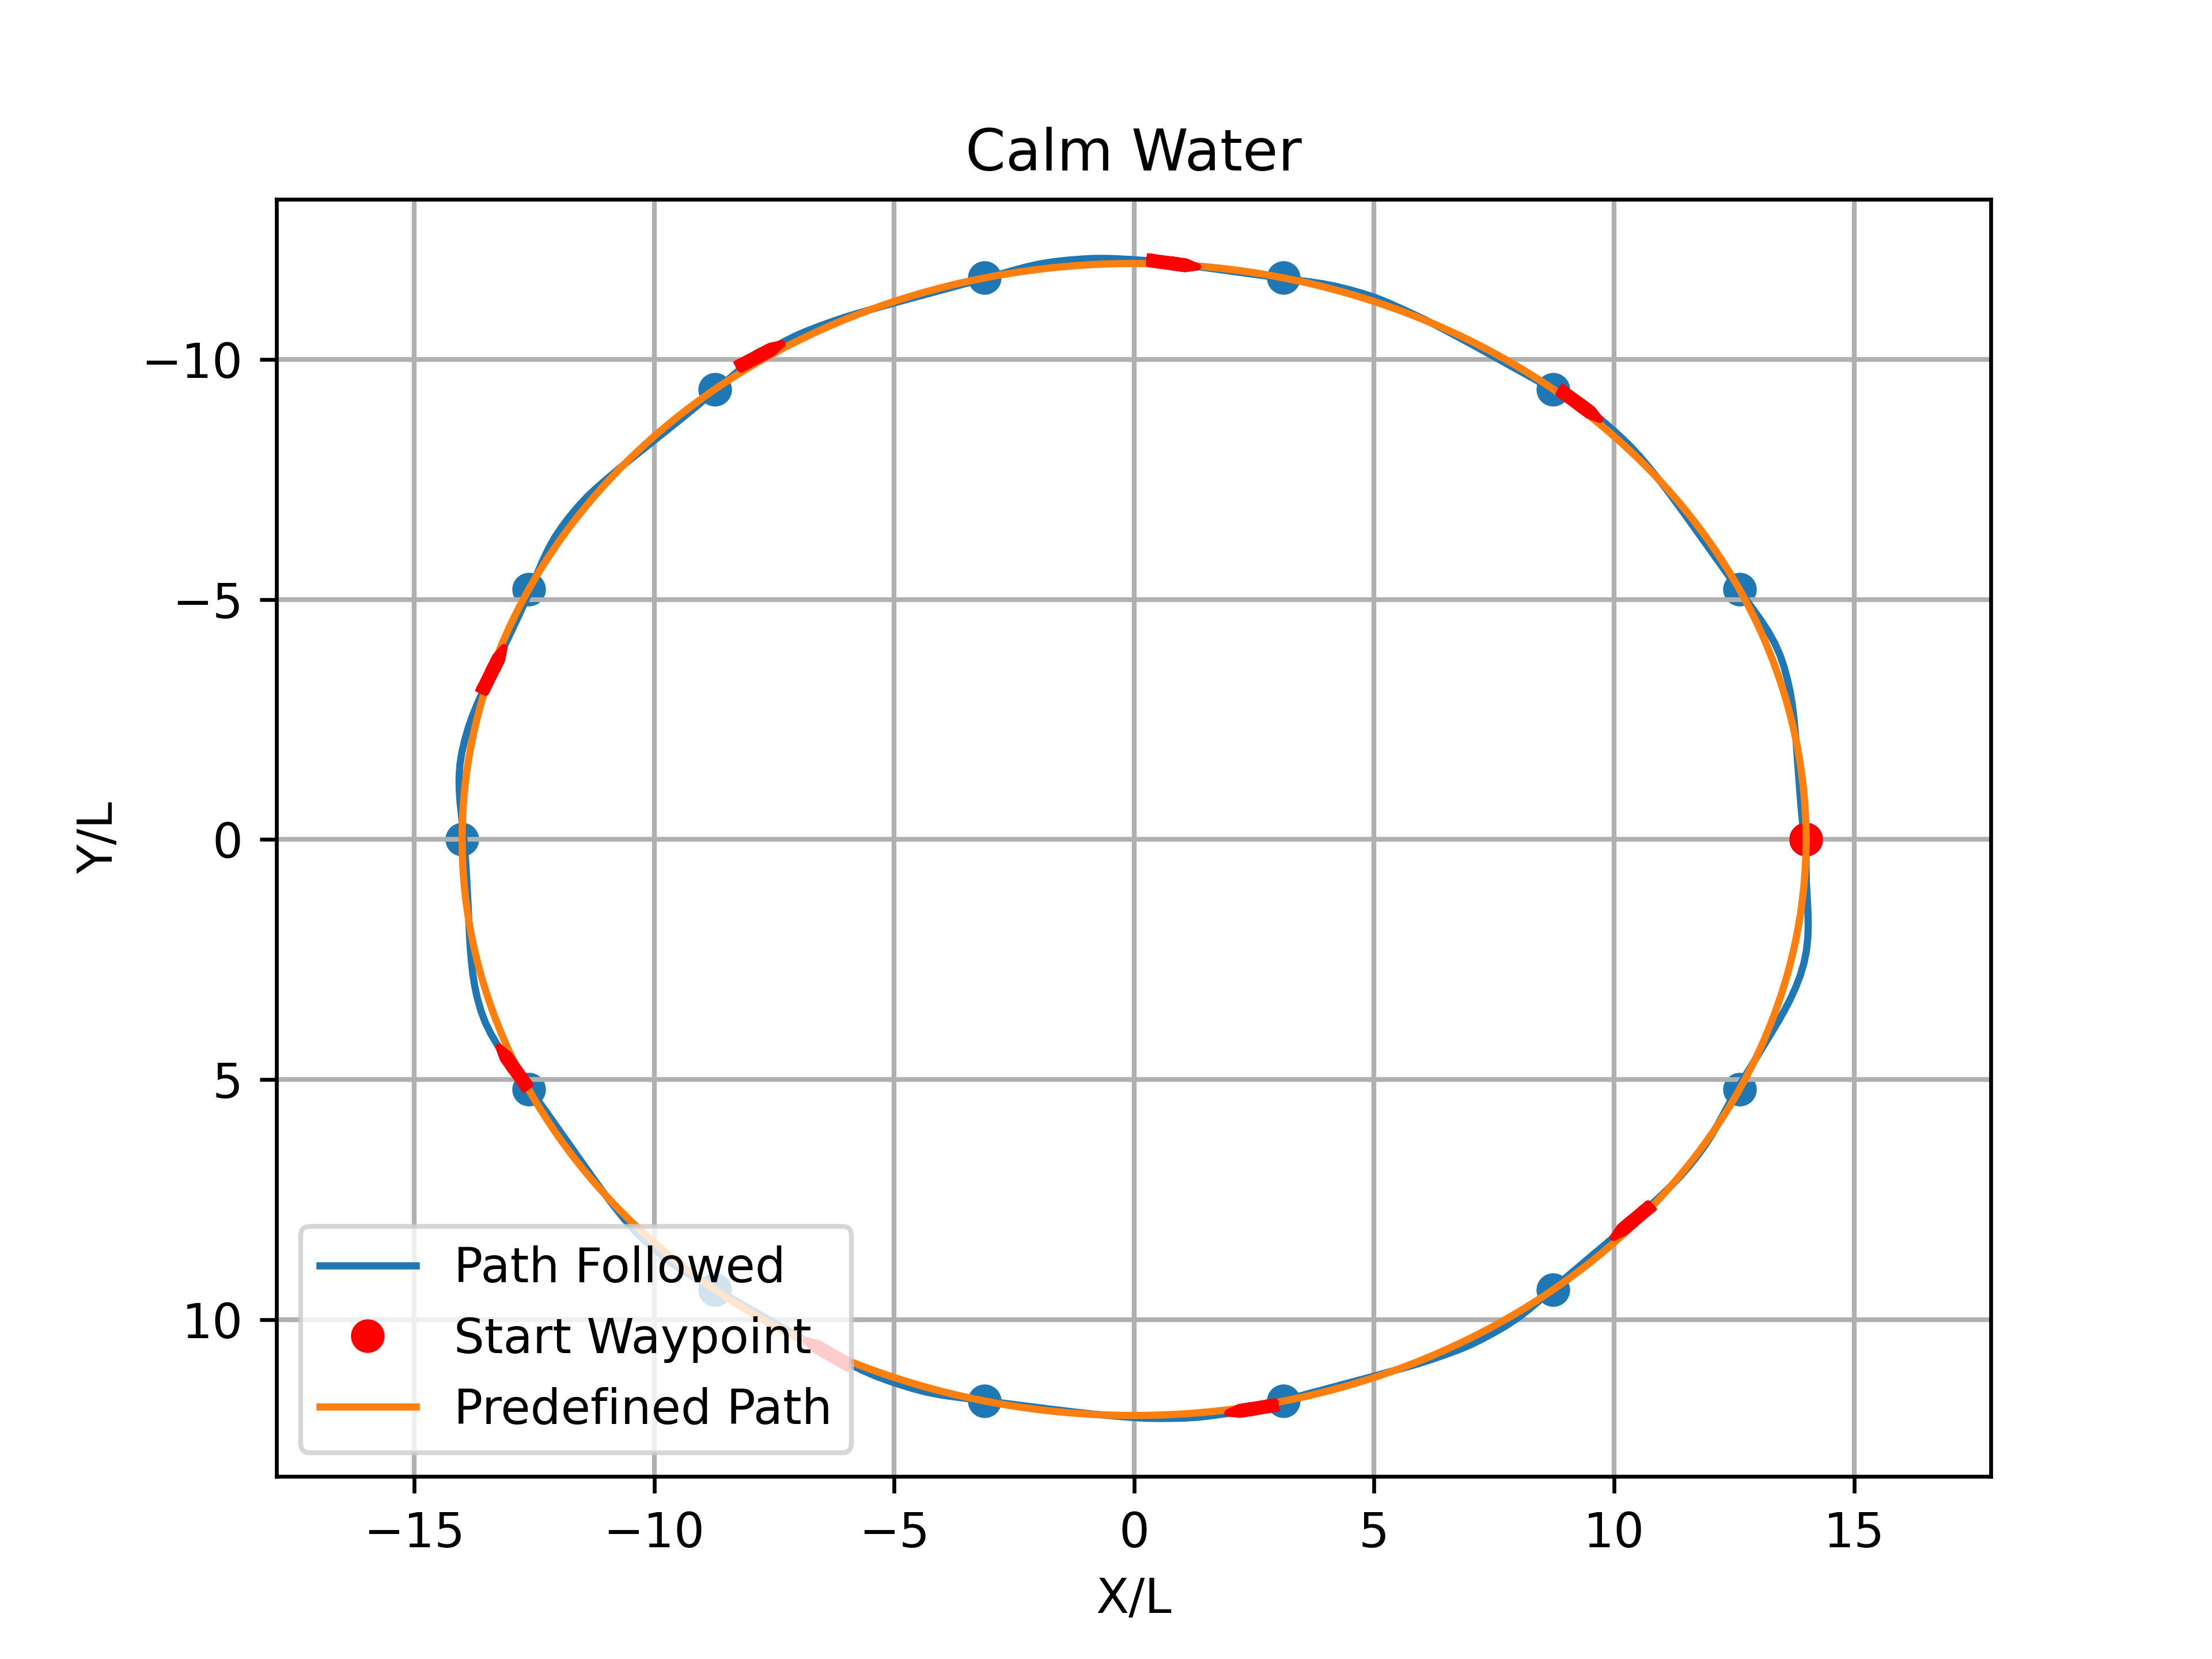 Calm Water
−10
−5
0
5
10
Y/L
Path Followed
Start Waypoint
Predefined Path
−15
−10
−5
0
5
10
15
X/L